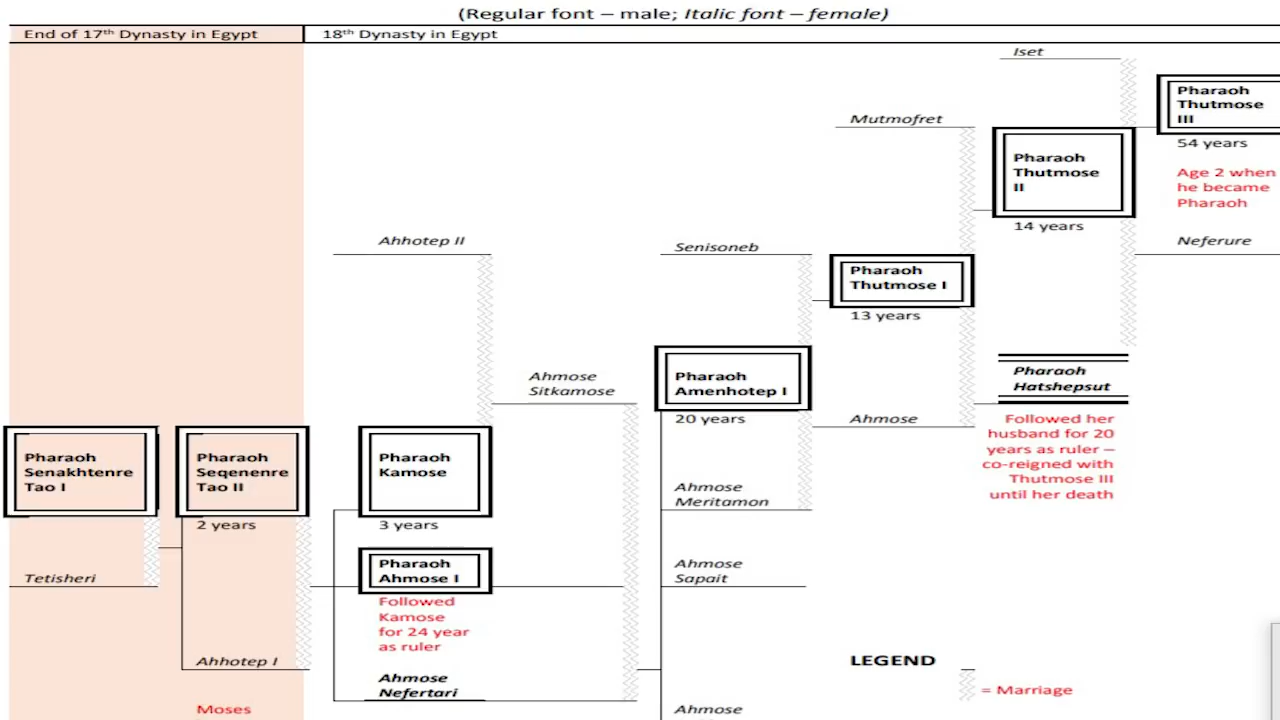 (Regular font – male; Italic font – female)
End of 17th Dynasty in Egypt
18th Dynasty in Egypt
Iset
Pharaoh
Thutmose
III
54 years
Age 2 when
he became
Pharaoh
Mutmofret
Pharaoh
Thutmose
II
14 years
Neferure
Ahhotep II
Senisoneb
Pharaoh
Thutmose I
13 years
Ahmose
Sitkamose
Pharaoh
Amenhotep I
20 years
Pharaoh
Hatshepsut
Ahmose
Followed her
husband for 20
years as ruler –
co-reigned with
Thutmose III
until her death
Pharaoh
Senakhtenre
Tao I
Pharaoh
Seqenenre
Tao II
2 years
Pharaoh
Kamose
3 years
Ahmose
Meritamon
Tetisheri
Pharaoh
Ahmose I
Followed
Kamose
for 24 year
as ruler
Ahmose
Sapait
Ahhotep I
Ahmose
Nefertari
LEGEND
= Marriage
Moses
Ahmose